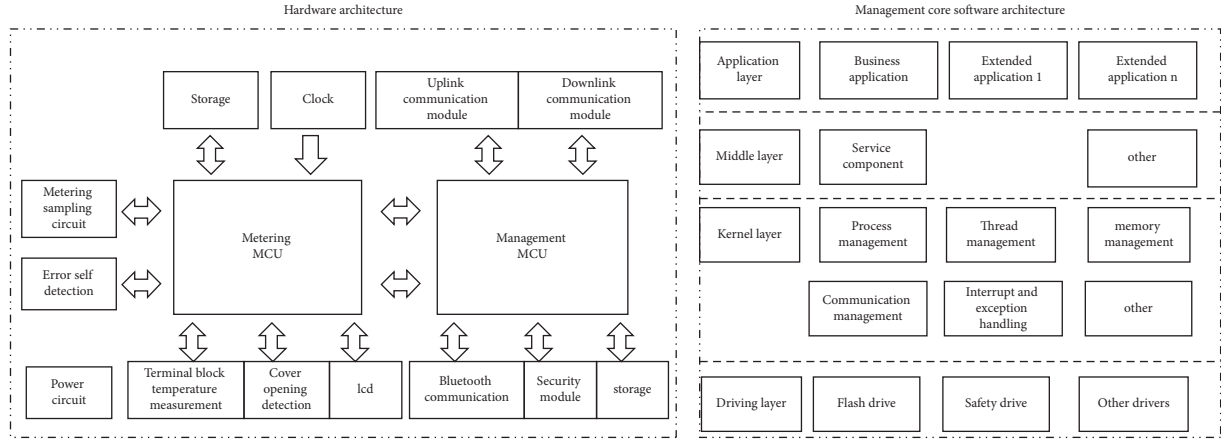 Hardware architecture
Storage
Clock
Uplink
communication
module
Downlink
communication
module
Metering
sampling
circuit
Error self
detection
Metering
MCU
Management
MCU
Power
circuit
Terminal block
temperature
measurement
Cover
opening
detection
lcd
Bluetooth
communication
Security
module
storage
Management core software architecture
Application
layer
Business
application
Extended
application 1
Extended
application n
Middle layer
Service
component
other
Kernel layer
Process
management
Thread
management
memory
management
Communication
management
Interrupt and
exception
handling
other
Driving layer
Flash drive
Safety drive
Other drivers